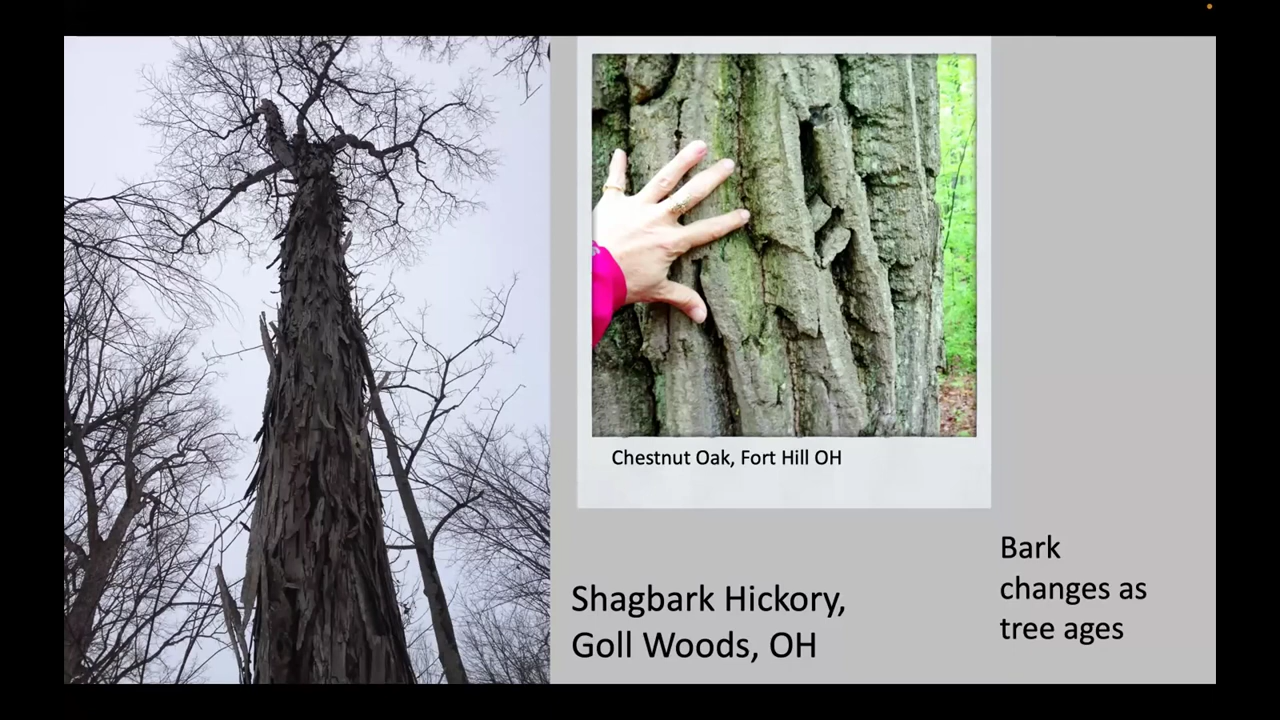 Chestnut Oak, Fort Hill OH
Shagbark Hickory,
Goll Woods, OH
Bark
changes as
tree ages